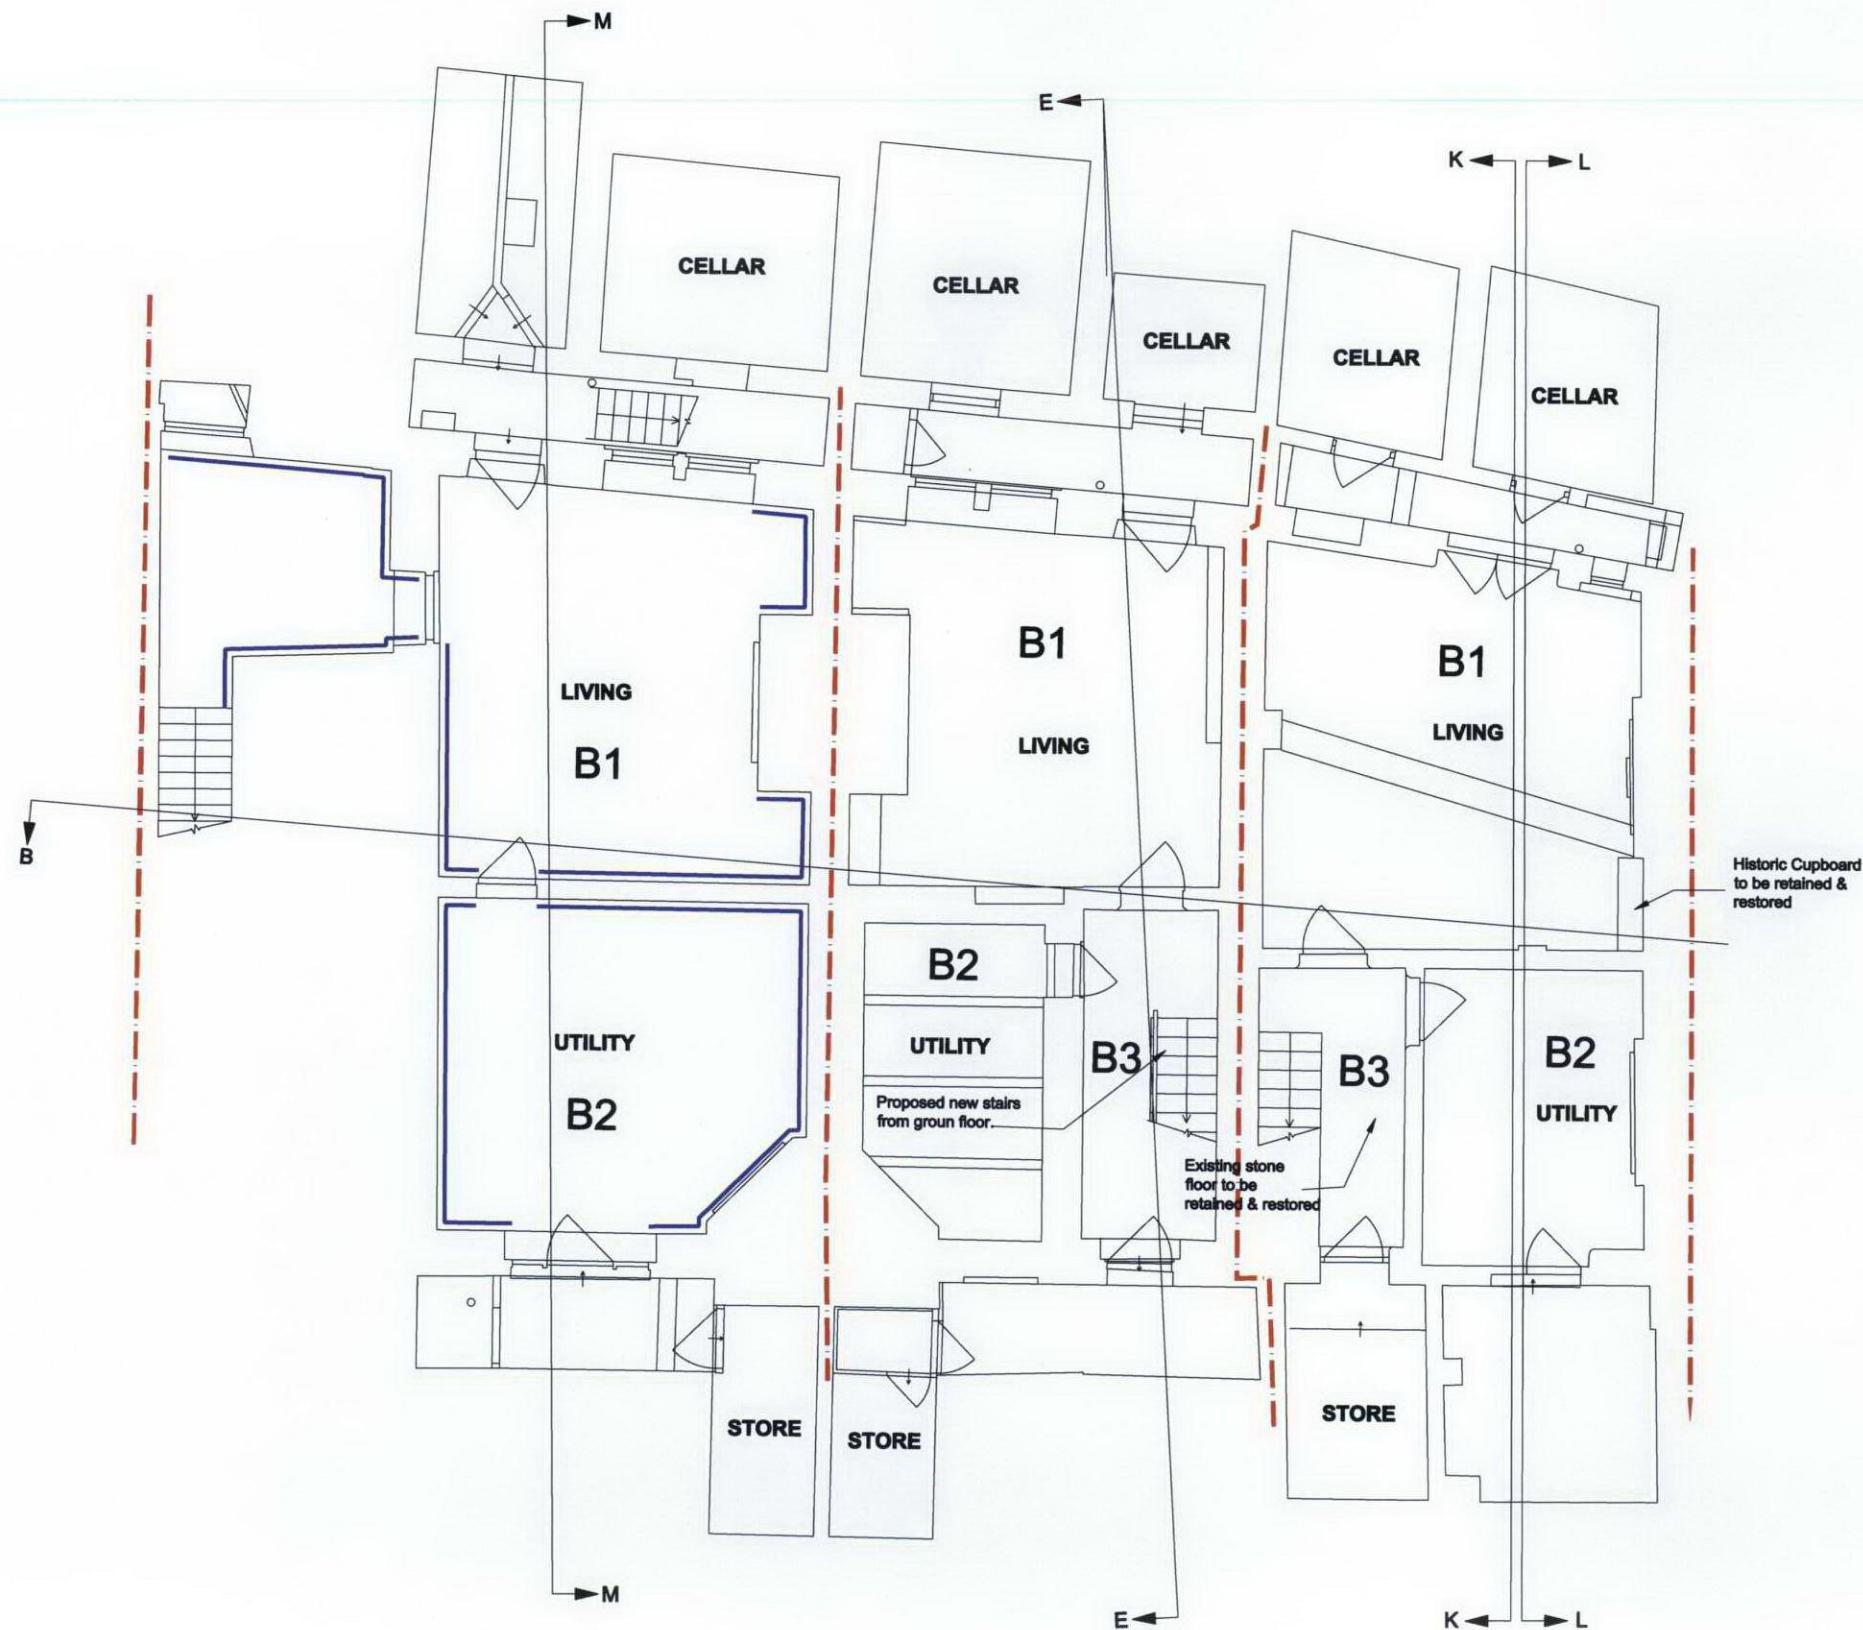 M
E
K
L
CELLAR
CELLAR
CELLAR
CELLAR
CELLAR
B1
B1
LIVING
LIVING
LIVING
B1
B
Historic Cupboard
to be retained &
restored
B2
UTILITY
UTILITY
B3
B3
B2
Proposed new stairs
from groun floor.
B2
UTILITY
Existing stone
floor to be
retained & restored
STORE
STORE
STORE
M
E
K
L